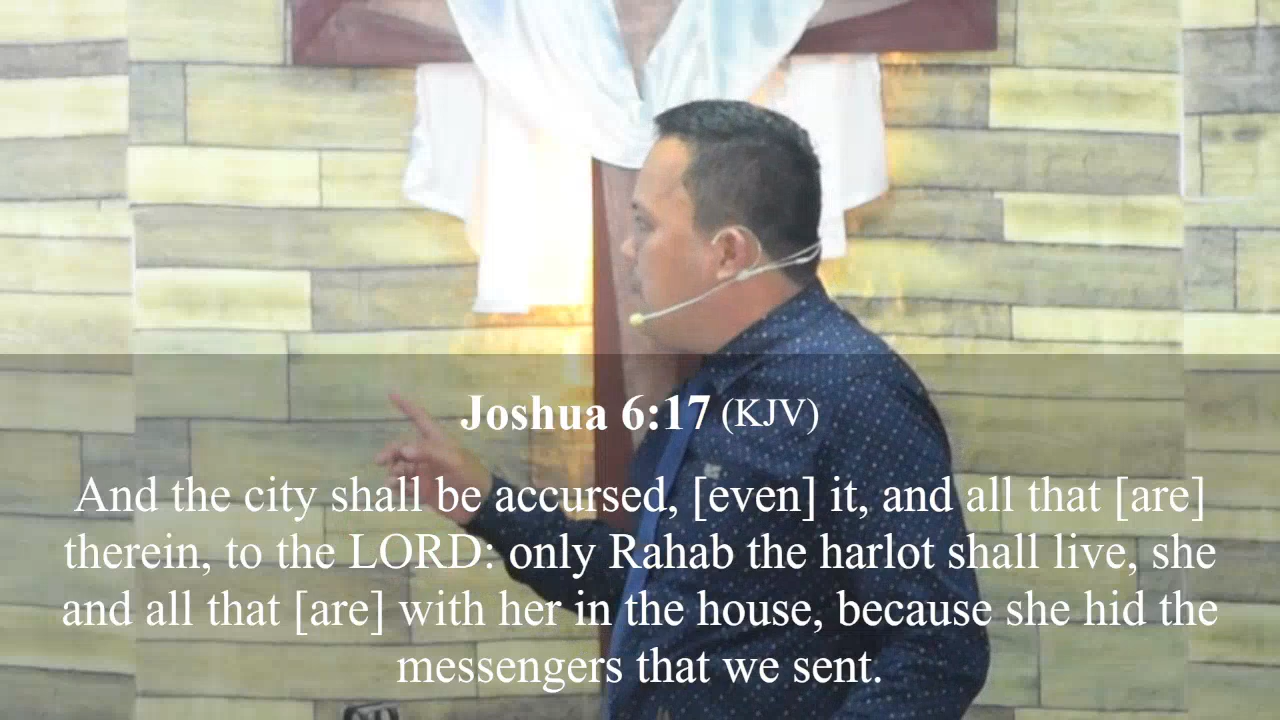 Joshua 6:17 (KJV)
And the city shall be accursed, [even] it, and all that [are]
therein, to the LORD: only Rahab the harlot shall live, she
and all that [are] with her in the house, because she hid the
messengers that we sent.